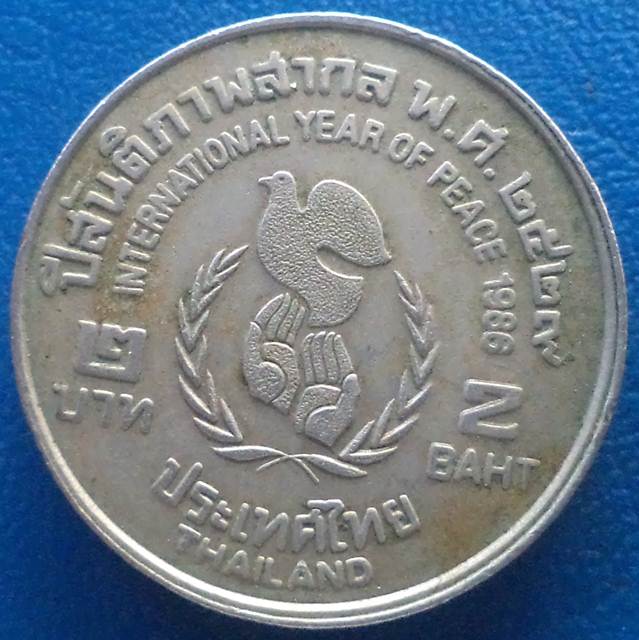 ปีสันติภาพสากล พ.ศ. ๒๕๒๙
INTERNATIONAL YEAR OF PEACE 1986
๒
บาท
2
BAHT
ประเทศไทย
THAILAND